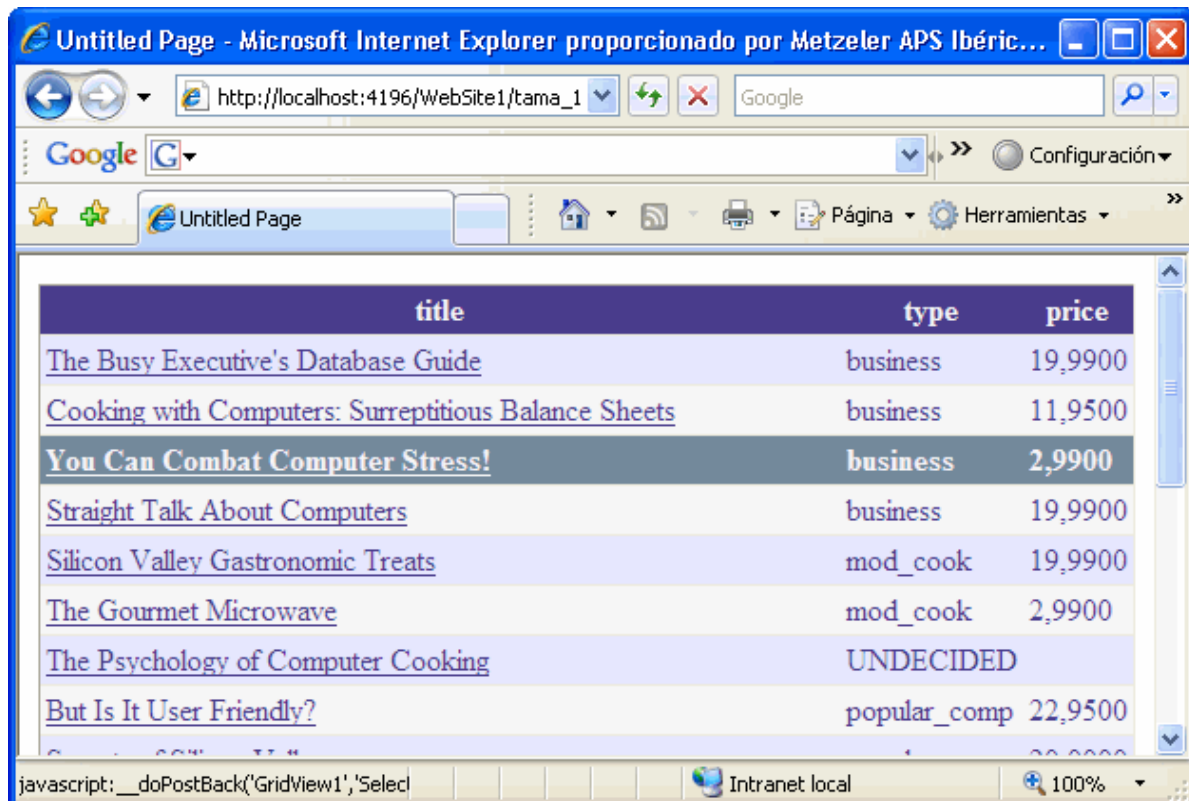 Untitled Page - Microsoft Internet Explorer proporcionado por Metzeler APS Ibéric...
http://localhost:4196/WebSite1/tama_1 Google
Google G Configuración
Untitled Page Página Herramientas
title type price
The Busy Executive's Database Guide business 19,9900
Cooking with Computers: Surreptitious Balance Sheets business 11,9500
You Can Combat Computer Stress! business 2,9900
Straight Talk About Computers business 19,9900
Silicon Valley Gastronomic Treats mod_cook 19,9900
The Gourmet Microwave mod_cook 2,9900
The Psychology of Computer Cooking UNDECIDED
But Is It User Friendly? popular_comp 22,9500
javascript:__doPostBack('GridView1','Selec Intranet local 100%